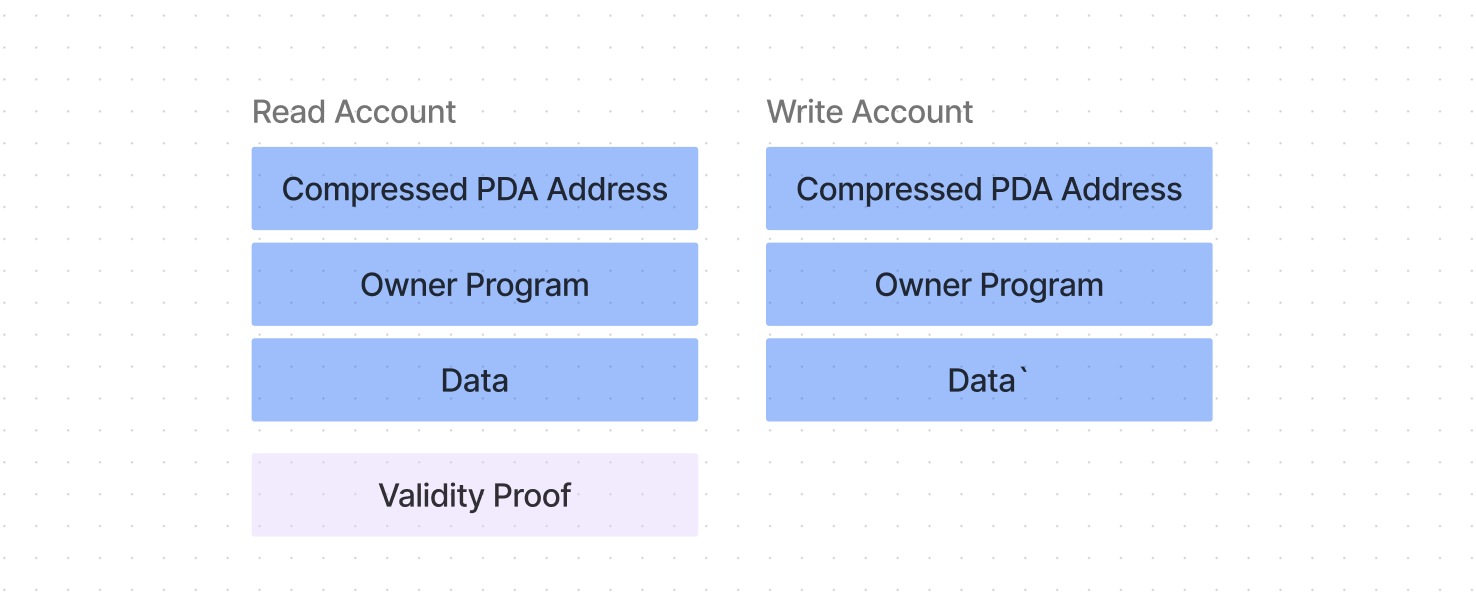 Read Account
Compressed PDA Address
Owner Program
Data
Validity Proof
Write Account
Compressed PDA Address
Owner Program
Data`